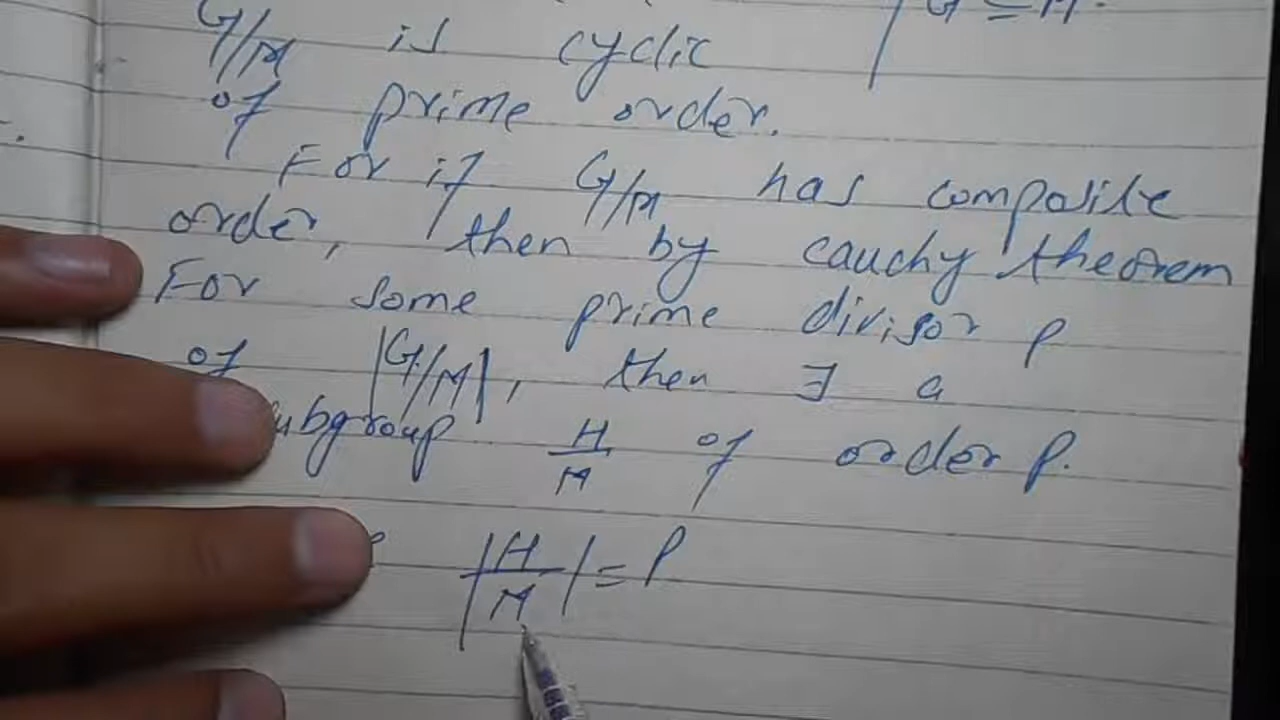 G/M is cyclic
of prime order.
For if G/M has composite
order, then by cauchy theorem
For some prime divisor p
of |G/M|, then ∃ a
ubgroup H/M of order p.
|H/M| = p